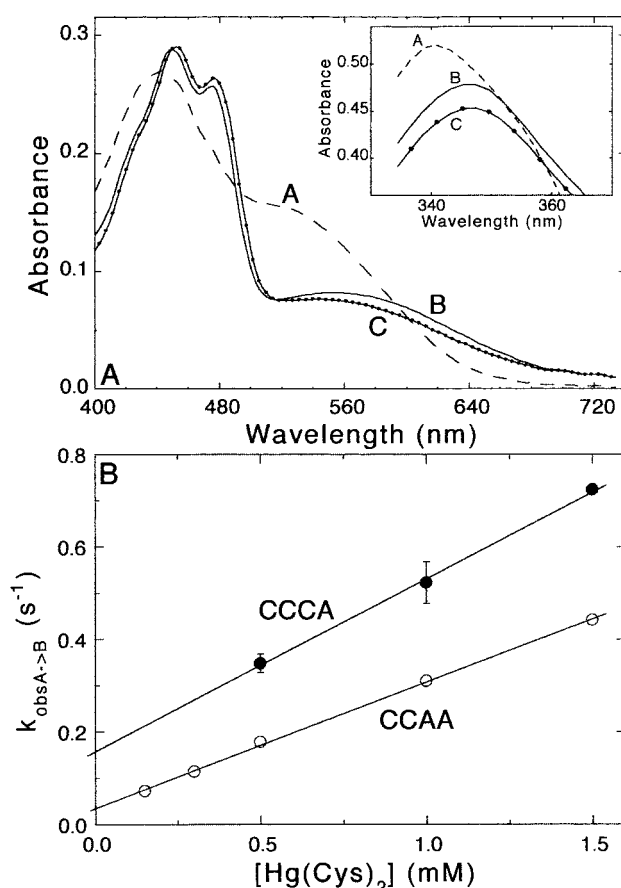 0.3
0.2
0.1
0.0
Absorbance
A
A
B
C
400
480
560
640
720
Wavelength (nm)
0.50
0.45
0.40
Absorbance
A
B
C
340
360
Wavelength (nm)
B
0.8
0.6
0.4
0.2
0.0
k_obsA->B (s⁻¹)
CCCA
CCAA
0.0
0.5
1.0
1.5
[Hg(Cys)₂] (mM)